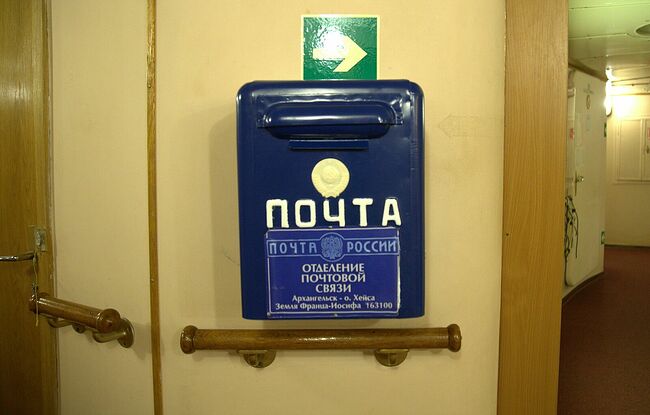 ПОЧТА
ПОЧТА РОССИИ
ОТДЕЛЕНИЕ
ПОЧТОВОЙ
СВЯЗИ
Архангельск - о. Хейса
Земля Франца-Иосифа 163100